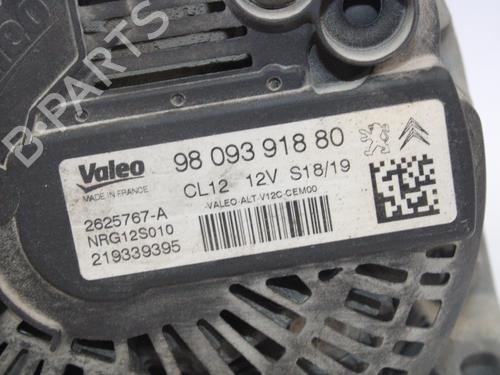 B-PARTS
Valeo
MADE IN FRANCE
98 093 918 80
CL12 12V S18/19
VALEO-ALT-V12C-CEM00
2625767-A
NRG12S010
219339395